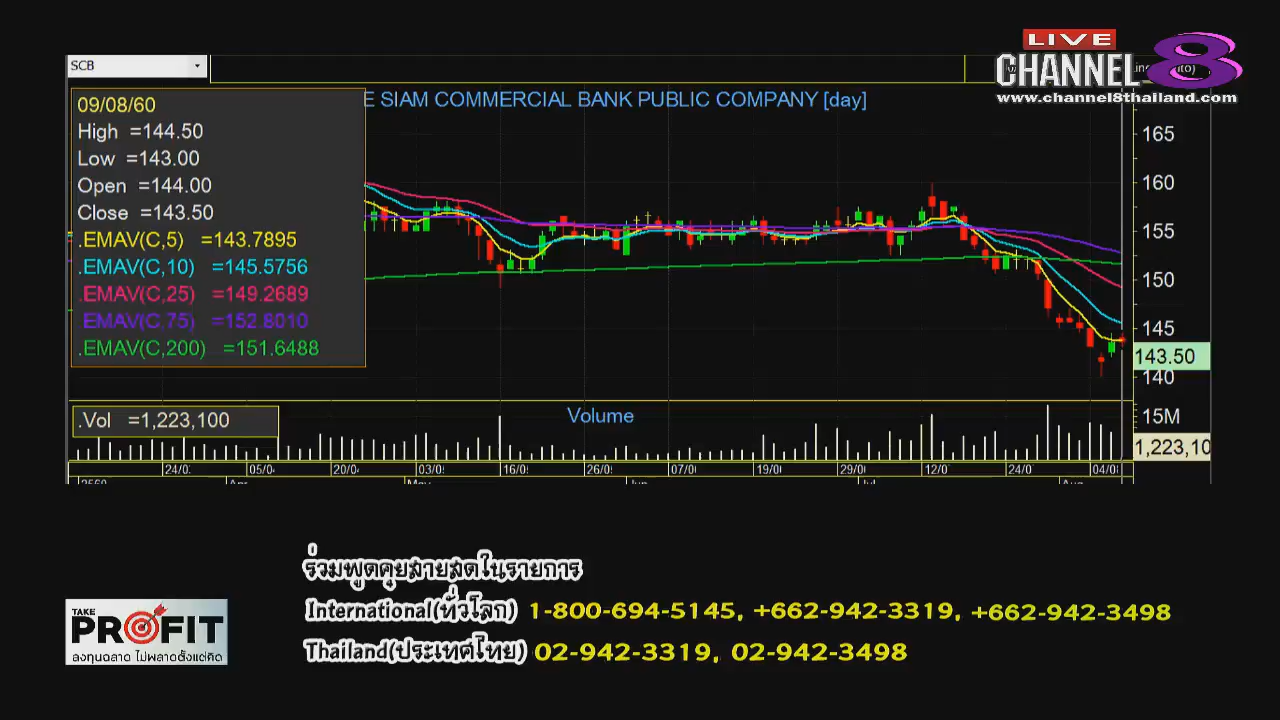 LIVE
CHANNEL 8
www.channel8thailand.com
SCB
E SIAM COMMERCIAL BANK PUBLIC COMPANY [day]
09/08/60
High =144.50
Low =143.00
Open =144.00
Close =143.50
.EMAV(C,5) =143.7895
.EMAV(C,10) =145.5756
.EMAV(C,25) =149.2689
.EMAV(C,75) =152.8010
.EMAV(C,200) =151.6488
165
160
155
150
145
143.50
140
.Vol =1,223,100
Volume
15M
1,223,10
24/0 05/0 20/0 03/0 16/0 26/0 07/0 19/0 29/0 12/0 24/0 04/0
ร่วมพูดคุยสายสดในรายการ
International(ทั่วโลก) 1-800-694-5145, +662-942-3319, +662-942-3498
Thailand(ประเทศไทย) 02-942-3319, 02-942-3498
TAKE
PROFIT
ลงทุนฉลาด ไม่พลาดตั้งแต่คิด